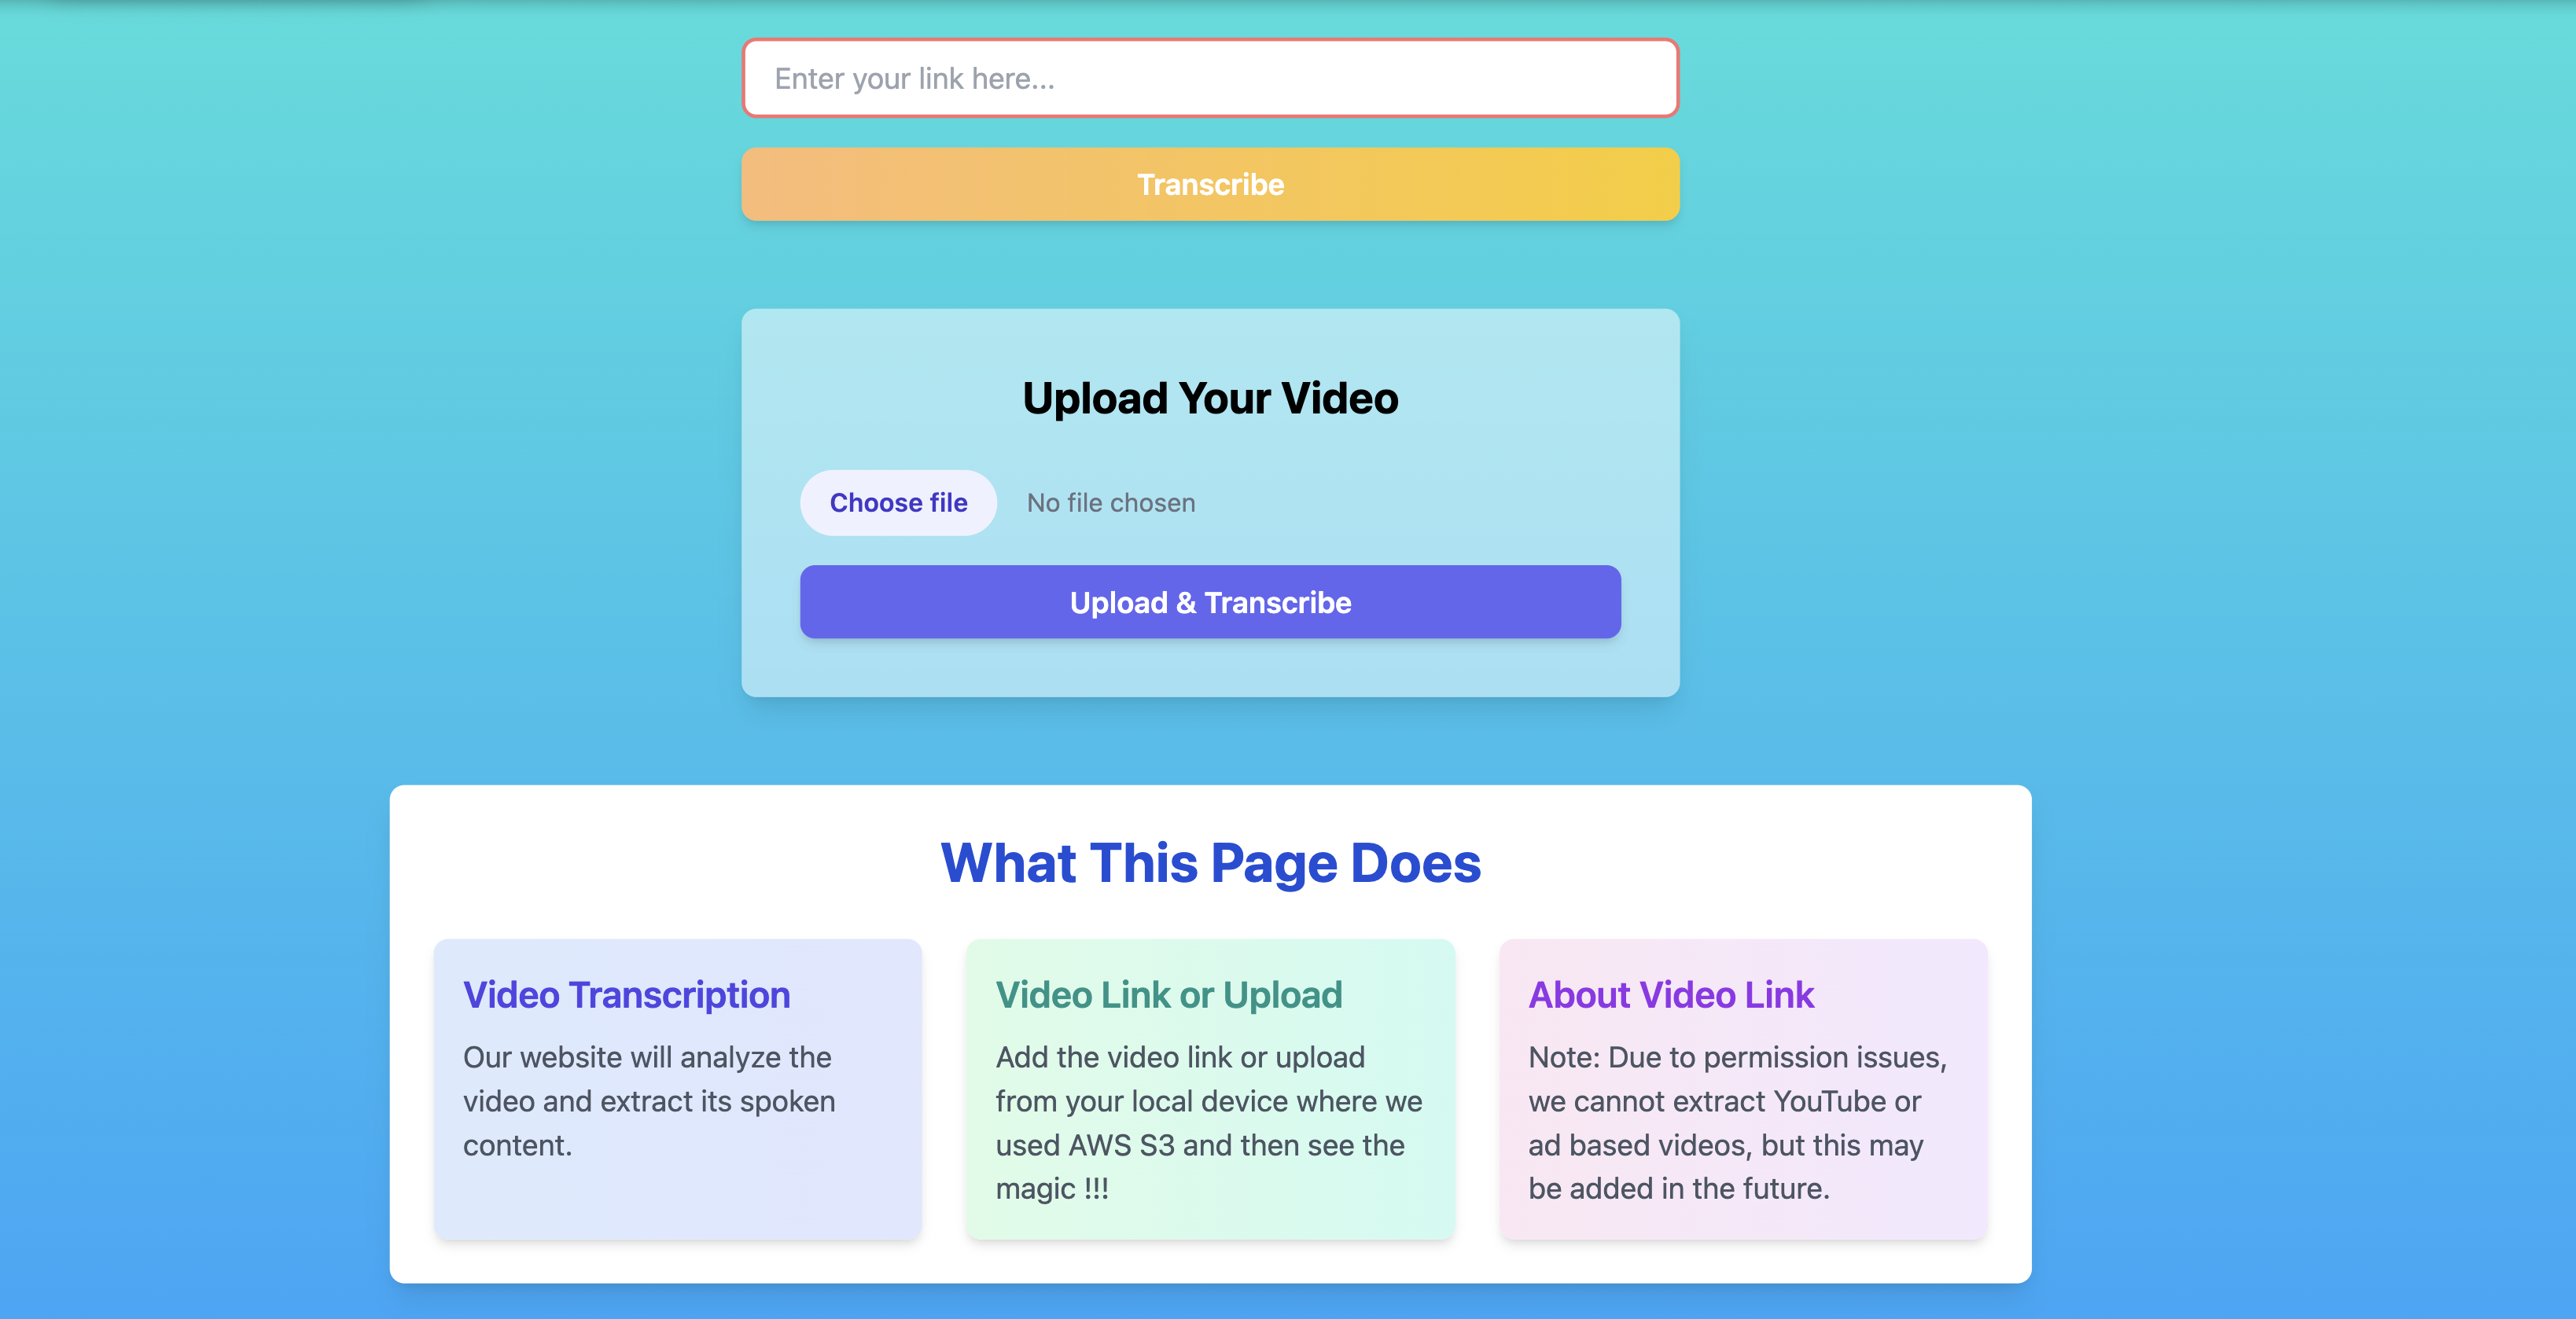 Enter your link here...
Transcribe
Upload Your Video
Choose file No file chosen
Upload & Transcribe
What This Page Does
Video Transcription
Our website will analyze the
video and extract its spoken
content.
Video Link or Upload
Add the video link or upload
from your local device where we
used AWS S3 and then see the
magic !!!
About Video Link
Note: Due to permission issues,
we cannot extract YouTube or
ad based videos, but this may
be added in the future.